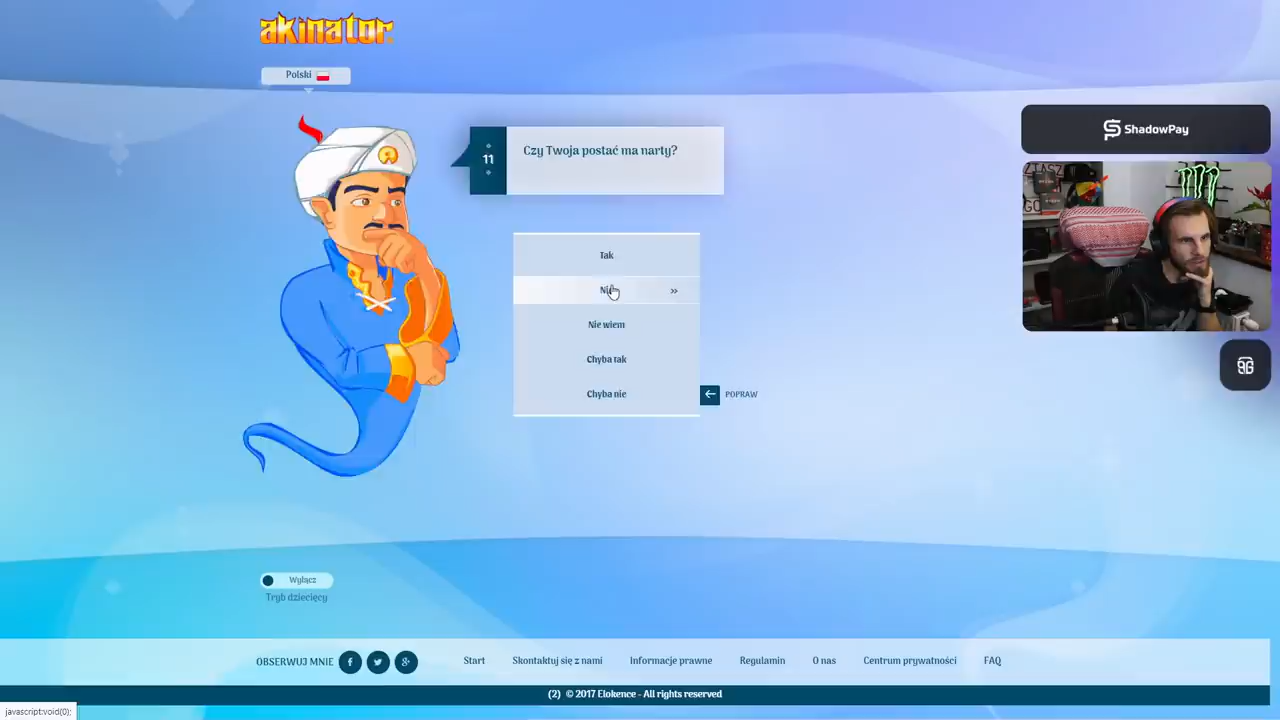 akinator
Polski
11
Czy Twoja postać ma narty?
Tak
Nie wiem
Chyba tak
Chyba nie
POPRAW
ShadowPay
Wyłącz
Tryb dziecięcy
OBSERWUJ MNIE
Start
Skontaktuj się z nami
Informacje prawne
Regulamin
O nas
Centrum prywatności
FAQ
(2) © 2017 Elokence - All rights reserved
javascript:void(0);